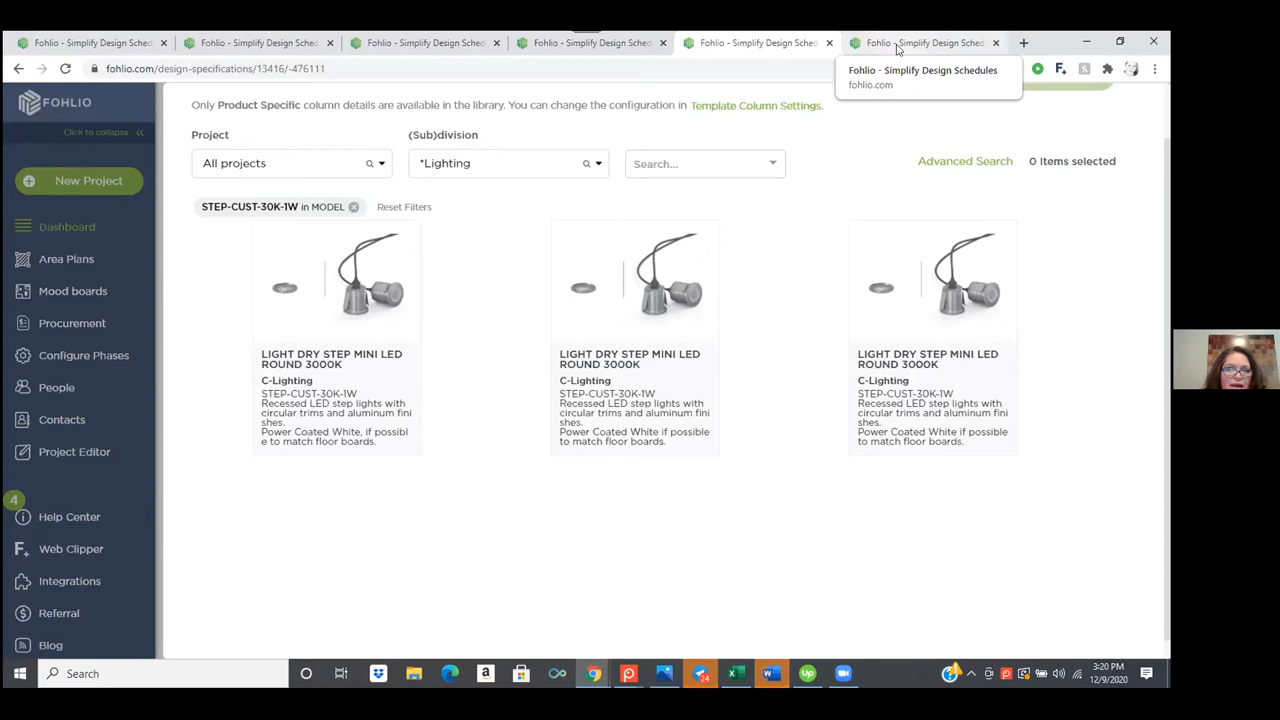 Fohlio - Simplify Design Sched
Fohlio - Simplify Design Schedu
Fohlio - Simplify Design Schedu
Fohlio - Simplify Design Schedu
Fohlio - Simplify Design Sched
Fohlio - Simplify Design Sched
fohlio.com/design-specifications/13416/-476111
Fohlio - Simplify Design Schedules
fohlio.com
FOHLIO
Click to collapse
New Project
Dashboard
Area Plans
Mood boards
Procurement
Configure Phases
People
Contacts
Project Editor
4
Help Center
Web Clipper
Integrations
Referral
Blog
Only Product Specific column details are available in the library. You can change the configuration in Template Column Settings.
Project
(Sub)division
All projects
*Lighting
Search...
Advanced Search
0 Items selected
STEP-CUST-30K-1W in MODEL
Reset Filters
LIGHT DRY STEP MINI LED
ROUND 3000K
C-Lighting
STEP-CUST-30K-1W
Recessed LED step lights with
circular trims and aluminum fini
shes.
Power Coated White, if possibl
e to match floor boards.
LIGHT DRY STEP MINI LED
ROUND 3000K
C-Lighting
STEP-CUST-30K-1W
Recessed LED step lights with
circular trims and aluminum fini
shes.
Power Coated White if possible
to match floor boards.
LIGHT DRY STEP MINI LED
ROUND 3000K
C-Lighting
STEP-CUST-30K-1W
Recessed LED step lights with
circular trims and aluminum fini
shes.
Power Coated White if possible
to match floor boards.
Search
24
3:20 PM
12/9/2020